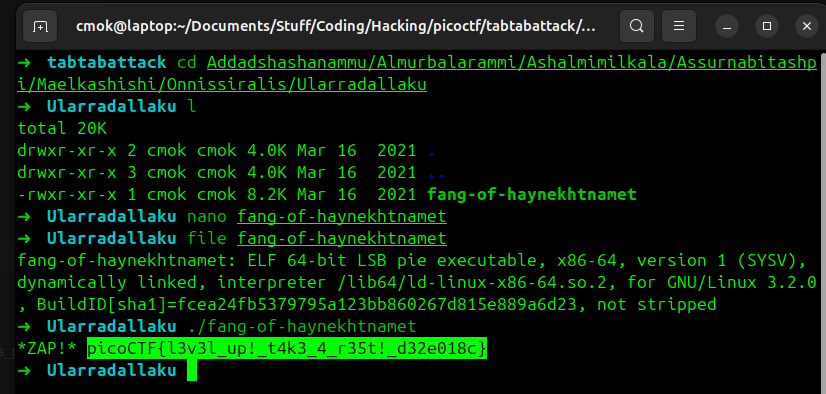 cmok@laptop:~/Documents/Stuff/Coding/Hacking/picoctf/tabtabattack/...
→ tabtabattack cd Addadshashanammu/Almurbalarammi/Ashalmimilkala/Assurnabitashp
i/Maelkashishi/Onnissiralis/Ularradallaku
→ Ularradallaku l
total 20K
drwxr-xr-x 2 cmok cmok 4.0K Mar 16  2021 .
drwxr-xr-x 3 cmok cmok 4.0K Mar 16  2021 ..
-rwxr-xr-x 1 cmok cmok 8.2K Mar 16  2021 fang-of-haynekhtnamet
→ Ularradallaku nano fang-of-haynekhtnamet
→ Ularradallaku file fang-of-haynekhtnamet
fang-of-haynekhtnamet: ELF 64-bit LSB pie executable, x86-64, version 1 (SYSV),
dynamically linked, interpreter /lib64/ld-linux-x86-64.so.2, for GNU/Linux 3.2.0
, BuildID[sha1]=fcea24fb5379795a123bb860267d815e889a6d23, not stripped
→ Ularradallaku ./fang-of-haynekhtnamet
*ZAP!* picoCTF{l3v3l_up!_t4k3_4_r35t!_d32e018c}
→ Ularradallaku